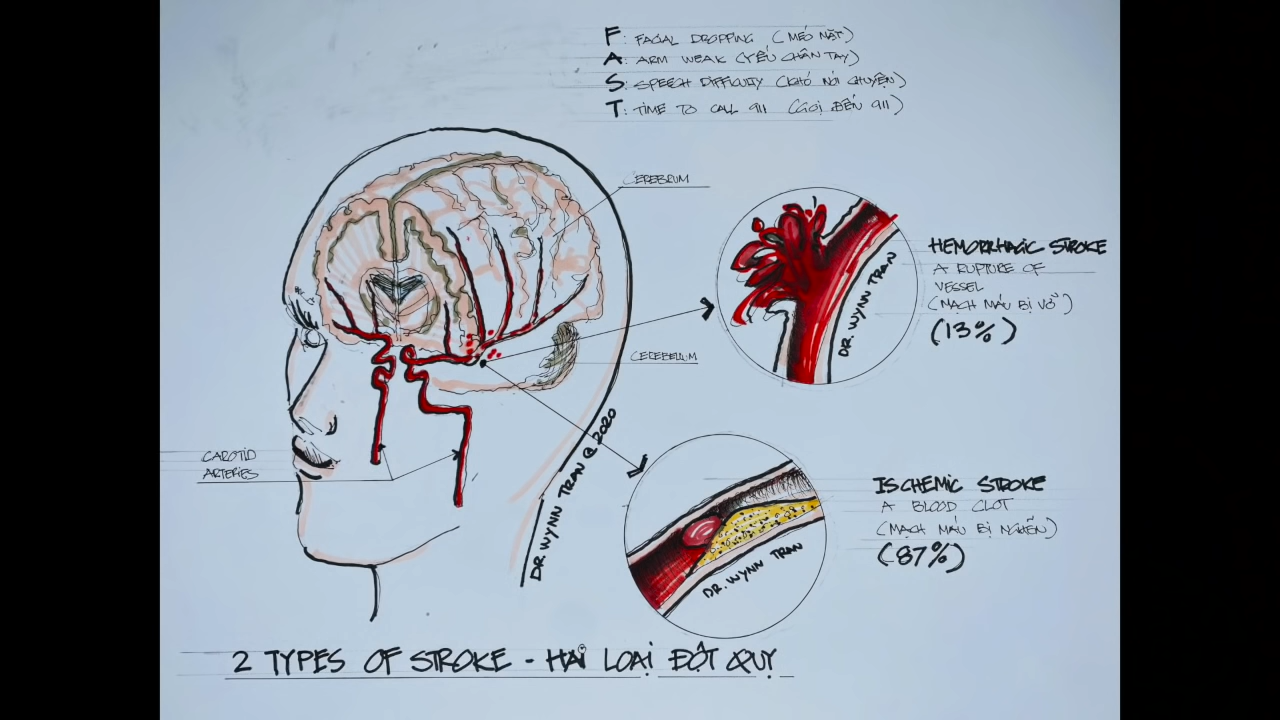 F: FACIAL DROPPING (MÉO MẶT)
A: ARM WEAK (YẾU CHÂN TAY)
S: SPEECH DIFFICULTY (KHÓ NÓI CHUYỆN)
T: TIME TO CALL 911 (GỌI ĐẾN 911)
CEREBRUM
HEMORRHAGIC STROKE
A RUPTURE OF
VESSEL
(MẠCH MÁU BỊ VỠ)
(13%)
DR. WYNN TRAN
CEREBELLUM
CAROTID
ARTERIES
DR. WYNN TRAN @ 2020
ISCHEMIC STROKE
A BLOOD CLOT
(MẠCH MÁU BỊ NGHẼN)
(87%)
DR. WYNN TRAN
2 TYPES OF STROKE - HAI LOẠI ĐỘT QUỴ